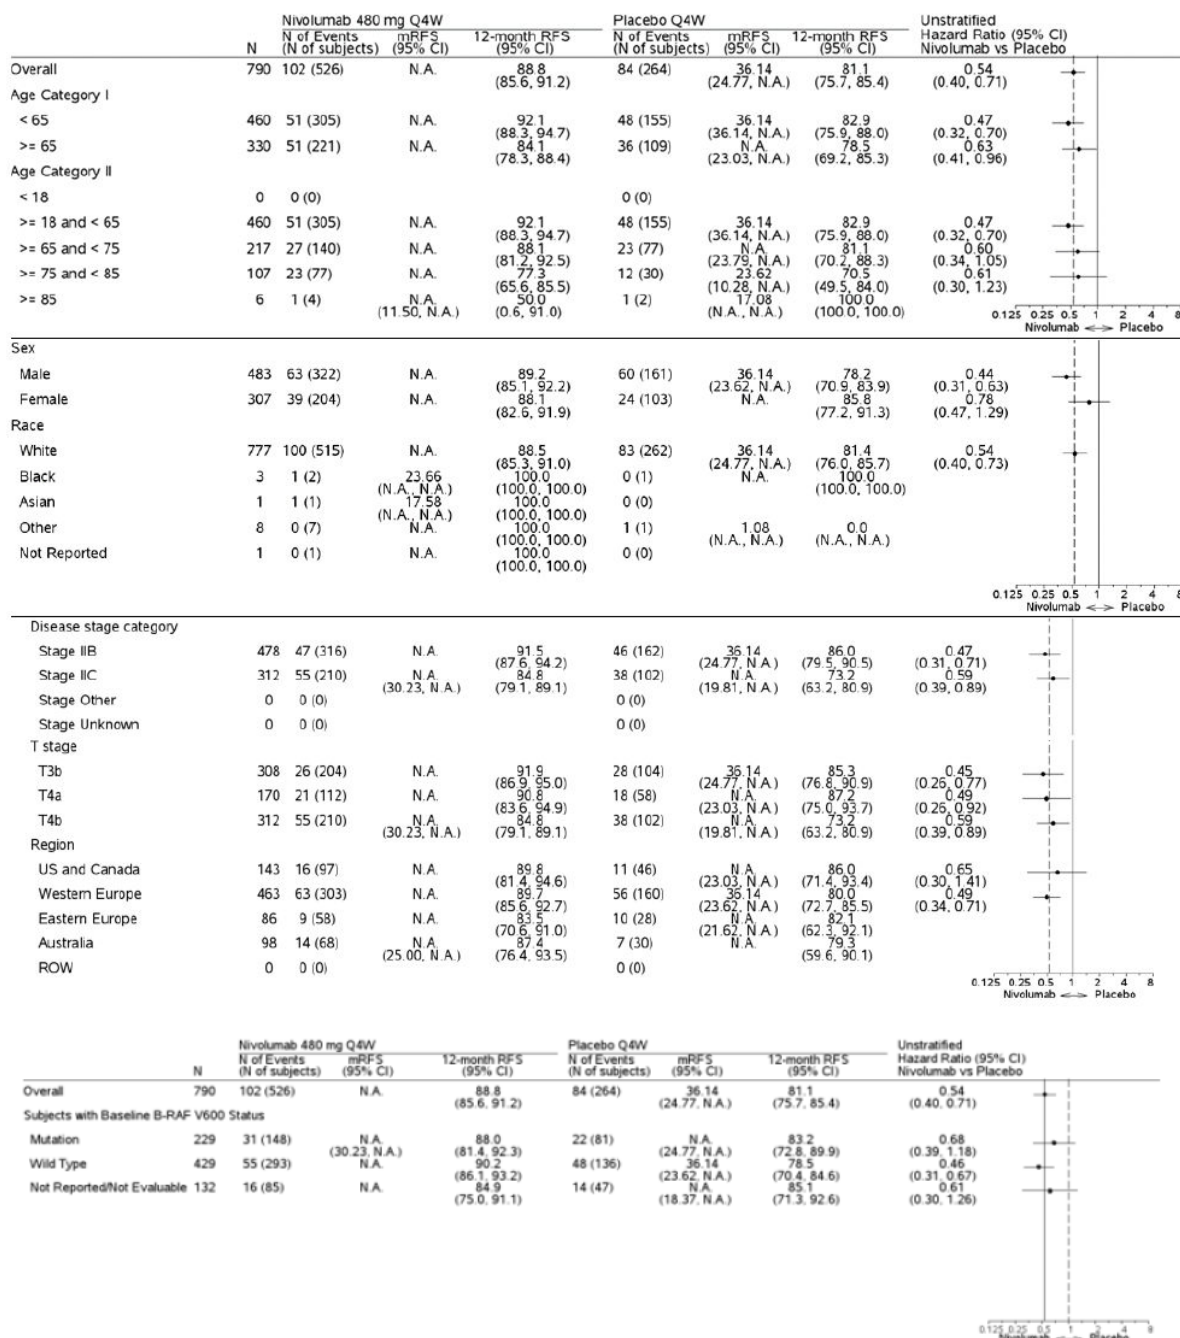 Nivolumab 480 mg Q4W Placebo Q4W Unstratified
N of Events mRFS 12-month RFS N of Events mRFS 12-month RFS Hazard Ratio (95% CI)
N (N of subjects) (95% CI) (95% CI) (N of subjects) (95% CI) (95% CI) Nivolumab vs Placebo
Overall 790 102 (526) N.A. 88.8 84 (264) 36.14 81.1 0.54
(85.6, 91.2) (24.77, N.A.) (75.7, 85.4) (0.40, 0.71)
Age Category I
< 65 460 51 (305) N.A. 92.1 48 (155) 36.14 82.9 0.47
(88.3, 94.7) (36.14, N.A.) (75.9, 88.0) (0.32, 0.70)
>= 65 330 51 (221) N.A. 84.1 36 (109) N.A. 78.5 0.63
(78.3, 88.4) (23.03, N.A.) (69.2, 85.3) (0.41, 0.96)
Age Category II
< 18 0 0 (0) 0 (0)
>= 18 and < 65 460 51 (305) N.A. 92.1 48 (155) 36.14 82.9 0.47
(88.3, 94.7) (36.14, N.A.) (75.9, 88.0) (0.32, 0.70)
>= 65 and < 75 217 27 (140) N.A. 88.1 23 (77) N.A. 81.1 0.60
(81.2, 92.5) (23.79, N.A.) (70.2, 88.3) (0.34, 1.05)
>= 75 and < 85 107 23 (77) N.A. 77.3 12 (30) 23.62 70.5 0.61
(65.6, 85.5) (10.28, N.A.) (49.5, 84.0) (0.30, 1.23)
>= 85 6 1 (4) N.A. 50.0 1 (2) 17.08 100.0
(11.50, N.A.) (0.6, 91.0) (N.A., N.A.) (100.0, 100.0)
0.125 0.25 0.5 1 2 4 8
Nivolumab <--> Placebo
Sex
Male 483 63 (322) N.A. 89.2 60 (161) 36.14 78.2 0.44
(85.1, 92.2) (23.62, N.A.) (70.9, 83.9) (0.31, 0.63)
Female 307 39 (204) N.A. 88.1 24 (103) N.A. 85.8 0.78
(82.6, 91.9) (77.2, 91.3) (0.47, 1.29)
Race
White 777 100 (515) N.A. 88.5 83 (262) 36.14 81.4 0.54
(85.3, 91.0) (24.77, N.A.) (76.0, 85.7) (0.40, 0.73)
Black 3 1 (2) 23.66 100.0 0 (1) N.A. 100.0
(N.A., N.A.) (100.0, 100.0) (100.0, 100.0)
Asian 1 1 (1) 17.58 100.0 0 (0)
(N.A., N.A.) (100.0, 100.0)
Other 8 0 (7) N.A. 100.0 1 (1) 1.08 0.0
(100.0, 100.0) (N.A., N.A.) (N.A., N.A.)
Not Reported 1 0 (1) N.A. 100.0 0 (0)
(100.0, 100.0)
0.125 0.25 0.5 1 2 4 8
Nivolumab <--> Placebo
Disease stage category
Stage IIB 478 47 (316) N.A. 91.5 46 (162) 36.14 86.0 0.47
(87.6, 94.2) (24.77, N.A.) (79.5, 90.5) (0.31, 0.71)
Stage IIC 312 55 (210) N.A. 84.8 38 (102) N.A. 73.2 0.59
(30.23, N.A.) (79.1, 89.1) (19.81, N.A.) (63.2, 80.9) (0.39, 0.89)
Stage Other 0 0 (0) 0 (0)
Stage Unknown 0 0 (0) 0 (0)
T stage
T3b 308 26 (204) N.A. 91.9 28 (104) 36.14 85.3 0.45
(86.9, 95.0) (24.77, N.A.) (76.8, 90.9) (0.26, 0.77)
T4a 170 21 (112) N.A. 90.8 18 (58) N.A. 87.2 0.49
(83.6, 94.9) (23.03, N.A.) (75.0, 93.7) (0.26, 0.92)
T4b 312 55 (210) N.A. 84.8 38 (102) N.A. 73.2 0.59
(30.23, N.A.) (79.1, 89.1) (19.81, N.A.) (63.2, 80.9) (0.39, 0.89)
Region
US and Canada 143 16 (97) N.A. 89.8 11 (46) N.A. 86.0 0.65
(81.4, 94.6) (23.03, N.A.) (71.4, 93.4) (0.30, 1.41)
Western Europe 463 63 (303) N.A. 89.7 56 (160) 36.14 80.0 0.49
(85.6, 92.7) (23.62, N.A.) (72.7, 85.5) (0.34, 0.71)
Eastern Europe 86 9 (58) N.A. 83.5 10 (28) N.A. 82.1
(70.6, 91.0) (21.62, N.A.) (62.3, 92.1)
Australia 98 14 (68) N.A. 87.4 7 (30) N.A. 79.3
(25.00, N.A.) (76.4, 93.5) (59.6, 90.1)
ROW 0 0 (0) 0 (0)
0.125 0.25 0.5 1 2 4 8
Nivolumab <--> Placebo
Nivolumab 480 mg Q4W Placebo Q4W Unstratified
N of Events mRFS 12-month RFS N of Events mRFS 12-month RFS Hazard Ratio (95% CI)
N (N of subjects) (95% CI) (95% CI) (N of subjects) (95% CI) (95% CI) Nivolumab vs Placebo
Overall 790 102 (526) N.A. 88.8 84 (264) 36.14 81.1 0.54
(85.6, 91.2) (24.77, N.A.) (75.7, 85.4) (0.40, 0.71)
Subjects with Baseline B-RAF V600 Status
Mutation 229 31 (148) N.A. 88.0 22 (81) N.A. 83.2 0.68
(30.23, N.A.) (81.4, 92.3) (24.77, N.A.) (72.8, 89.9) (0.39, 1.18)
Wild Type 429 55 (293) N.A. 90.2 48 (136) 36.14 78.5 0.46
(86.1, 93.2) (23.62, N.A.) (70.4, 84.6) (0.31, 0.67)
Not Reported/Not Evaluable 132 16 (85) N.A. 84.9 14 (47) N.A. 85.1 0.61
(75.0, 91.1) (18.37, N.A.) (71.3, 92.6) (0.30, 1.26)
0.125 0.25 0.5 1 2 4 8
Nivolumab <--> Placebo